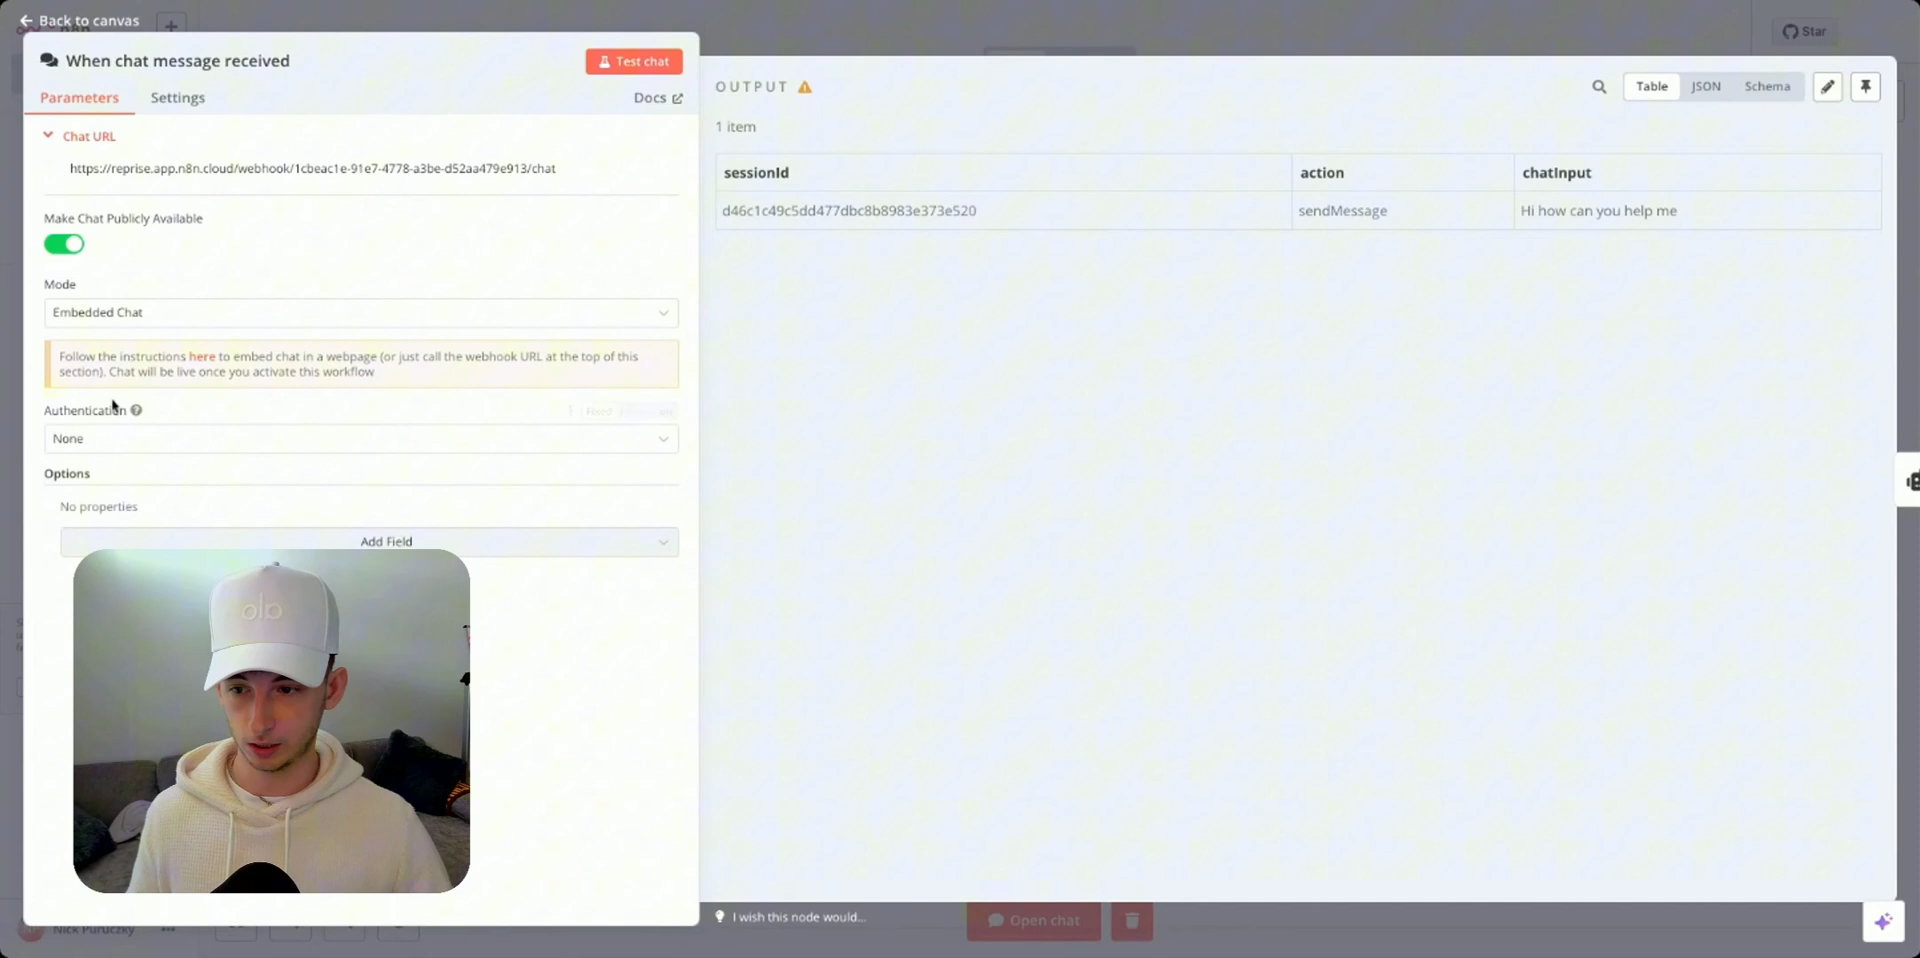 Back to canvas
Star
When chat message received
Test chat
Parameters
Settings
Docs
Chat URL
https://reprise.app.n8n.cloud/webhook/1cbeac1e-91e7-4778-a3be-d52aa479e913/chat
Make Chat Publicly Available
Mode
Embedded Chat
Follow the instructions here to embed chat in a webpage (or just call the webhook URL at the top of this
section). Chat will be live once you activate this workflow
Authentication
Fixed
None
Options
No properties
Add Field
alo
OUTPUT
Table
JSON
Schema
1 item
sessionId
action
chatInput
d46c1c49c5dd477dbc8b8983e373e520
sendMessage
Hi how can you help me
I wish this node would...
Open chat
Nick Puruczky